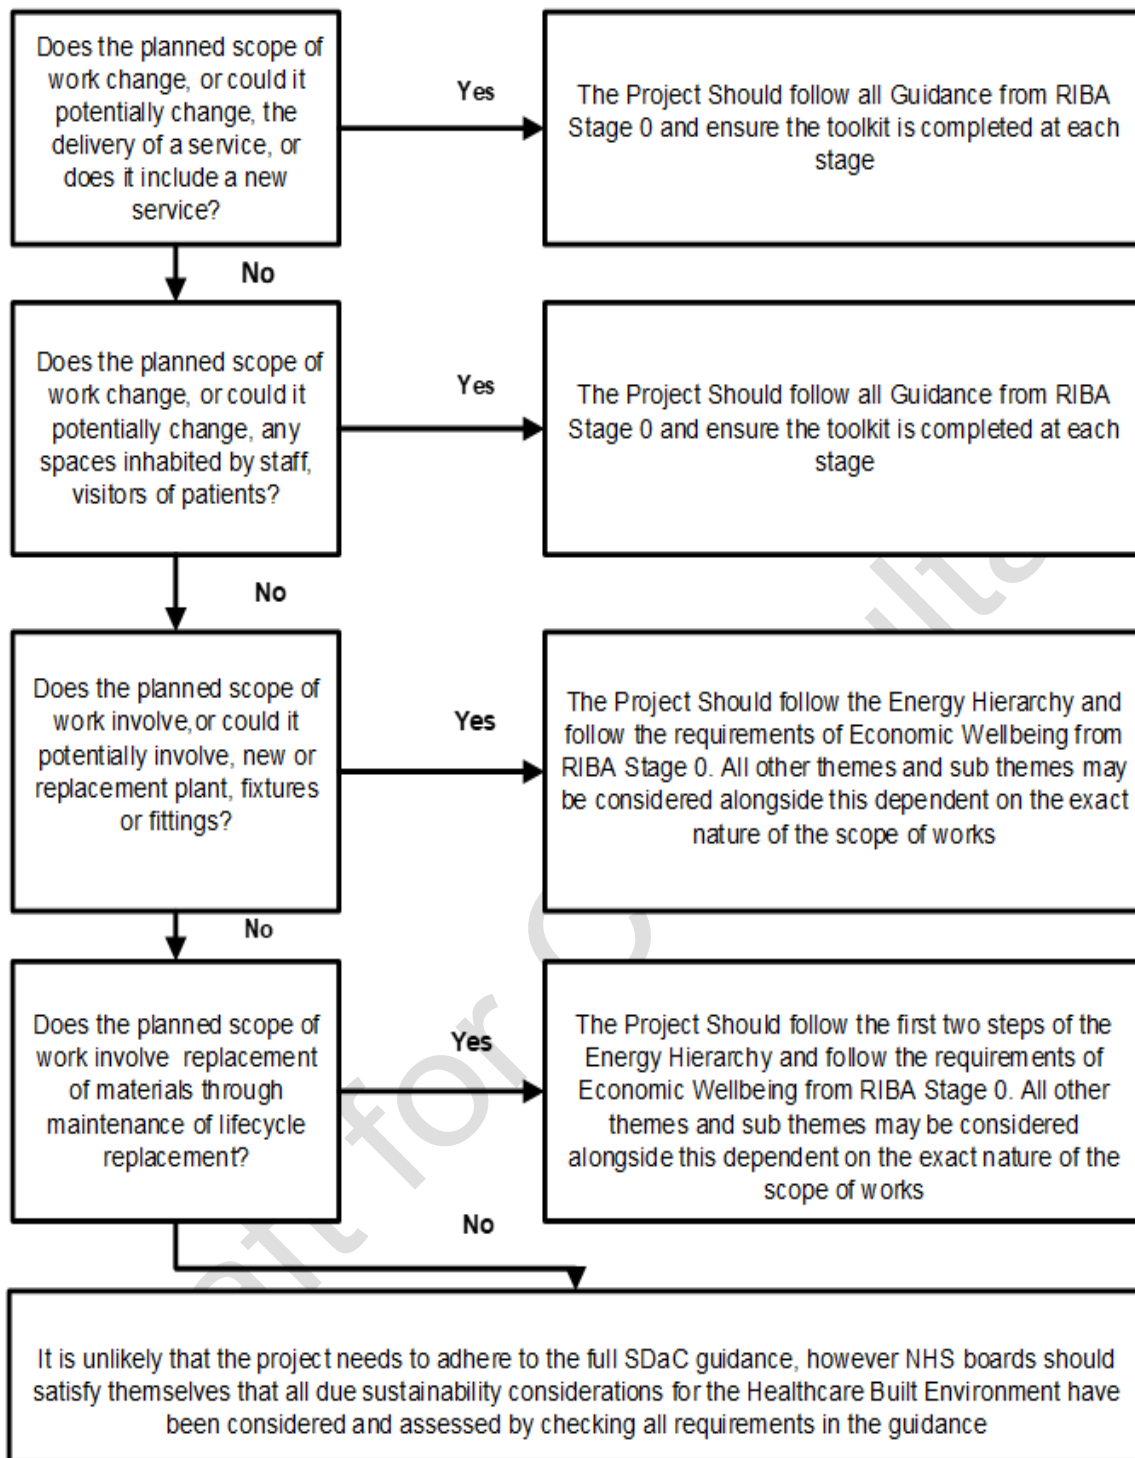 Does the planned scope of
work change, or could it
potentially change, the
delivery of a service, or
does it include a new
service?
Yes
The Project Should follow all Guidance from RIBA
Stage 0 and ensure the toolkit is completed at each
stage
No
Does the planned scope of
work change, or could it
potentially change, any
spaces inhabited by staff,
visitors of patients?
Yes
The Project Should follow all Guidance from RIBA
Stage 0 and ensure the toolkit is completed at each
stage
No
Does the planned scope of
work involve,or could it
potentially involve, new or
replacement plant, fixtures
or fittings?
Yes
The Project Should follow the Energy Hierarchy and
follow the requirements of Economic Wellbeing from
RIBA Stage 0. All other themes and sub themes may
be considered alongside this dependent on the exact
nature of the scope of works
No
Does the planned scope of
work involve replacement
of materials through
maintenance of lifecycle
replacement?
Yes
The Project Should follow the first two steps of the
Energy Hierarchy and follow the requirements of
Economic Wellbeing from RIBA Stage 0. All other
themes and sub themes may be considered
alongside this dependent on the exact nature of the
scope of works
No
It is unlikely that the project needs to adhere to the full SDaC guidance, however NHS boards should
satisfy themselves that all due sustainability considerations for the Healthcare Built Environment have
been considered and assessed by checking all requirements in the guidance